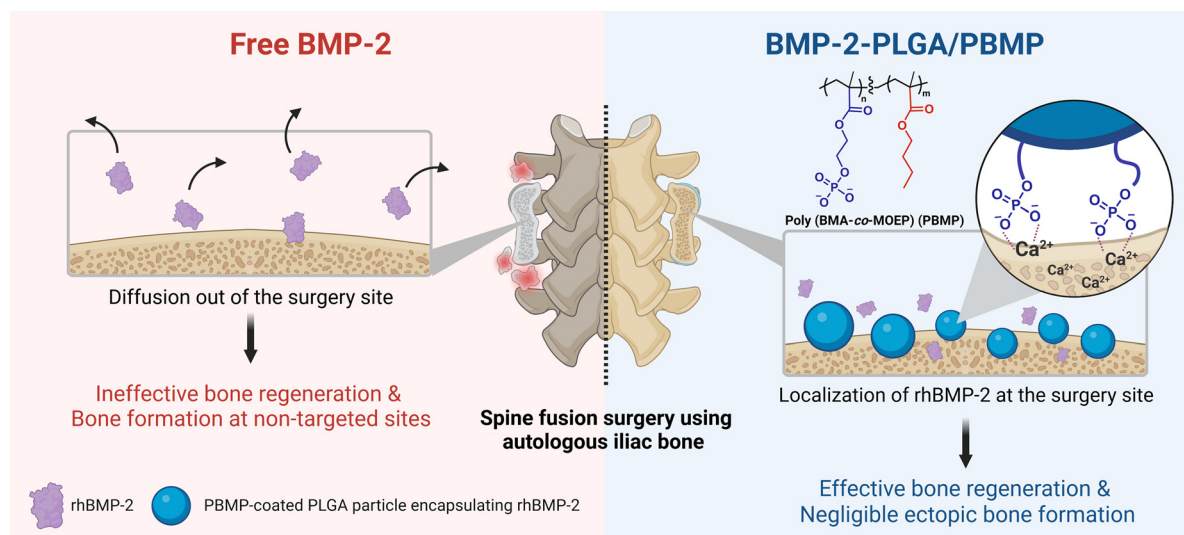 Free BMP-2
Diffusion out of the surgery site
Ineffective bone regeneration &
Bone formation at non-targeted sites
rhBMP-2
PBMP-coated PLGA particle encapsulating rhBMP-2
Spine fusion surgery using
autologous iliac bone
BMP-2-PLGA/PBMP
n
m
O
O
O
O
O
O
P
O⁻
O⁻
Poly (BMA-co-MOEP) (PBMP)
O
O
P
O⁻
O⁻
O
O
P
O⁻
O⁻
Ca²⁺
Ca²⁺
Ca²⁺
Ca²⁺
Localization of rhBMP-2 at the surgery site
Effective bone regeneration &
Negligible ectopic bone formation